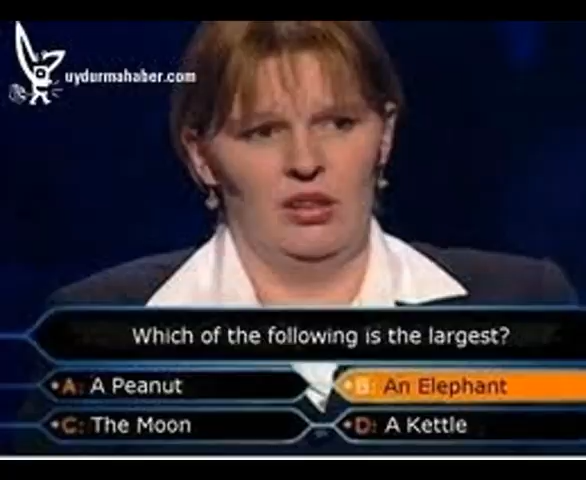 uydurmahaber.com
Which of the following is the largest?
A: A Peanut
B: An Elephant
C: The Moon
D: A Kettle